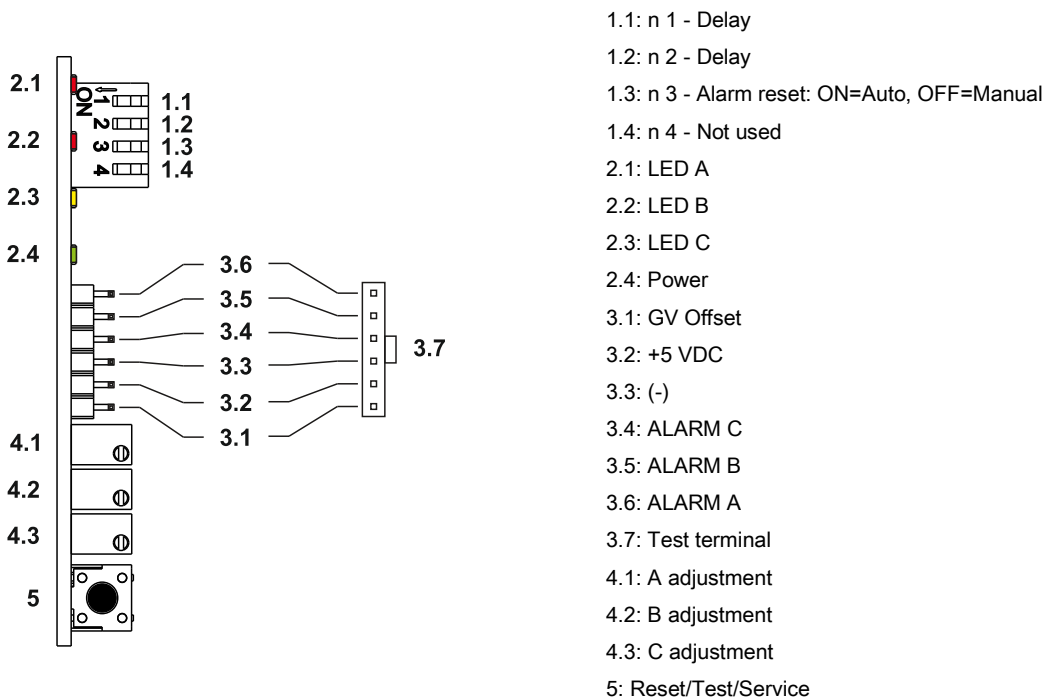 2.1
2.2
2.3
2.4
4.1
4.2
4.3
5
ON
1
2
3
4
1.1
1.2
1.3
1.4
3.6
3.5
3.4
3.3
3.2
3.1
3.7
1.1: n 1 - Delay
1.2: n 2 - Delay
1.3: n 3 - Alarm reset: ON=Auto, OFF=Manual
1.4: n 4 - Not used
2.1: LED A
2.2: LED B
2.3: LED C
2.4: Power
3.1: GV Offset
3.2: +5 VDC
3.3: (-)
3.4: ALARM C
3.5: ALARM B
3.6: ALARM A
3.7: Test terminal
4.1: A adjustment
4.2: B adjustment
4.3: C adjustment
5: Reset/Test/Service